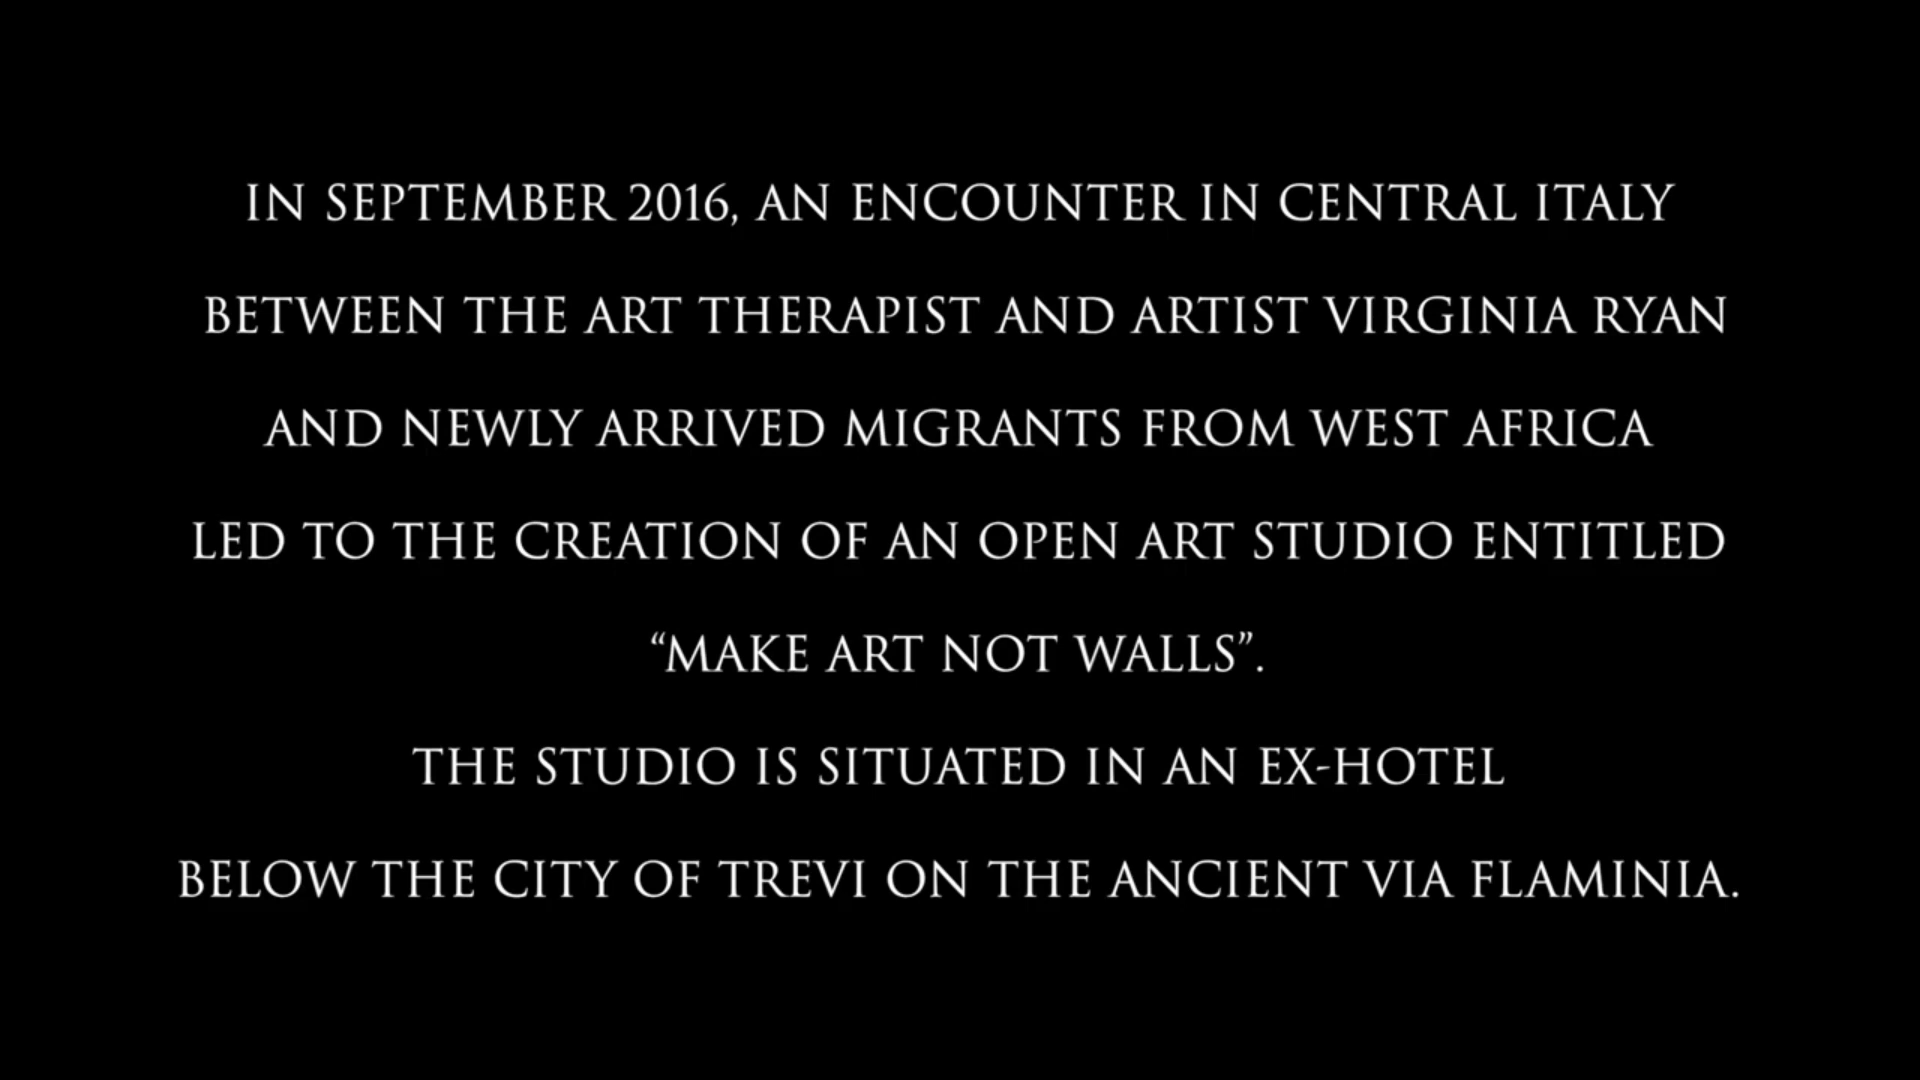 IN SEPTEMBER 2016, AN ENCOUNTER IN CENTRAL ITALY
BETWEEN THE ART THERAPIST AND ARTIST VIRGINIA RYAN
AND NEWLY ARRIVED MIGRANTS FROM WEST AFRICA
LED TO THE CREATION OF AN OPEN ART STUDIO ENTITLED
“MAKE ART NOT WALLS”.
THE STUDIO IS SITUATED IN AN EX-HOTEL
BELOW THE CITY OF TREVI ON THE ANCIENT VIA FLAMINIA.